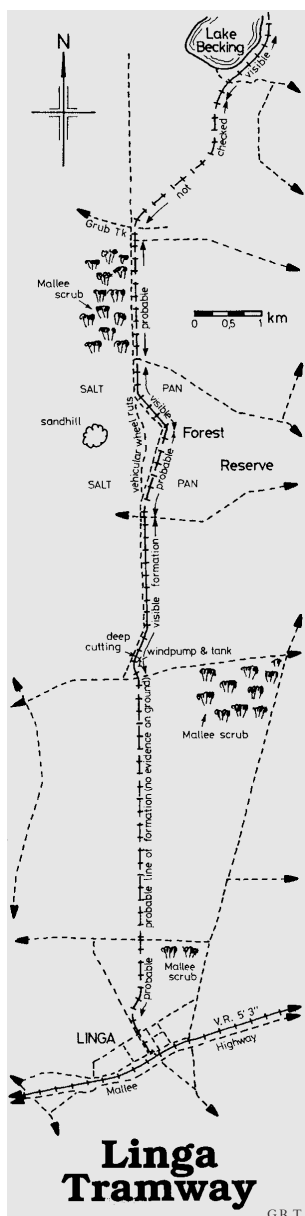 Lake
Becking
N
visible
checked
not
Grub Tk
Mallee
scrub
probable
0 0,5 1 km
SALT PAN
visible
vehicular wheel ruts
sandhill
Forest
Reserve
probable
SALT PAN
visible formation
deep
cutting
windpump & tank
Mallee scrub
probable line of formation (no evidence on ground)
Mallee
scrub
probable
LINGA
V.R. 5' 3"
Mallee Highway
Linga
Tramway
G.R.T.